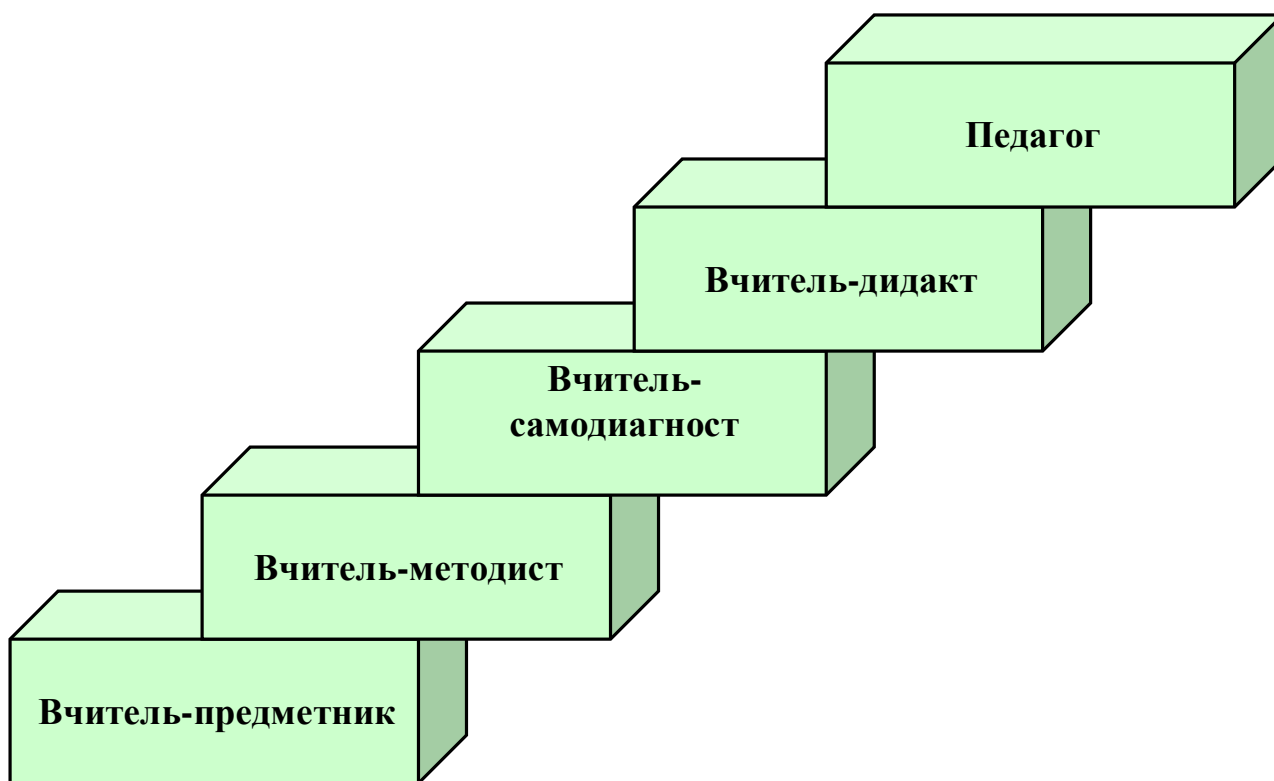 Педагог
Вчитель-дидакт
Вчитель-
самодиагност
Вчитель-методист
Вчитель-предметник